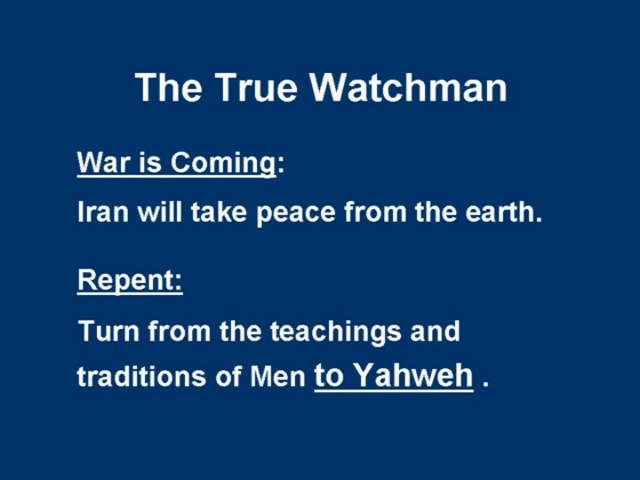 The True Watchman
War is Coming:
Iran will take peace from the earth.
Repent:
Turn from the teachings and
traditions of Men to Yahweh .